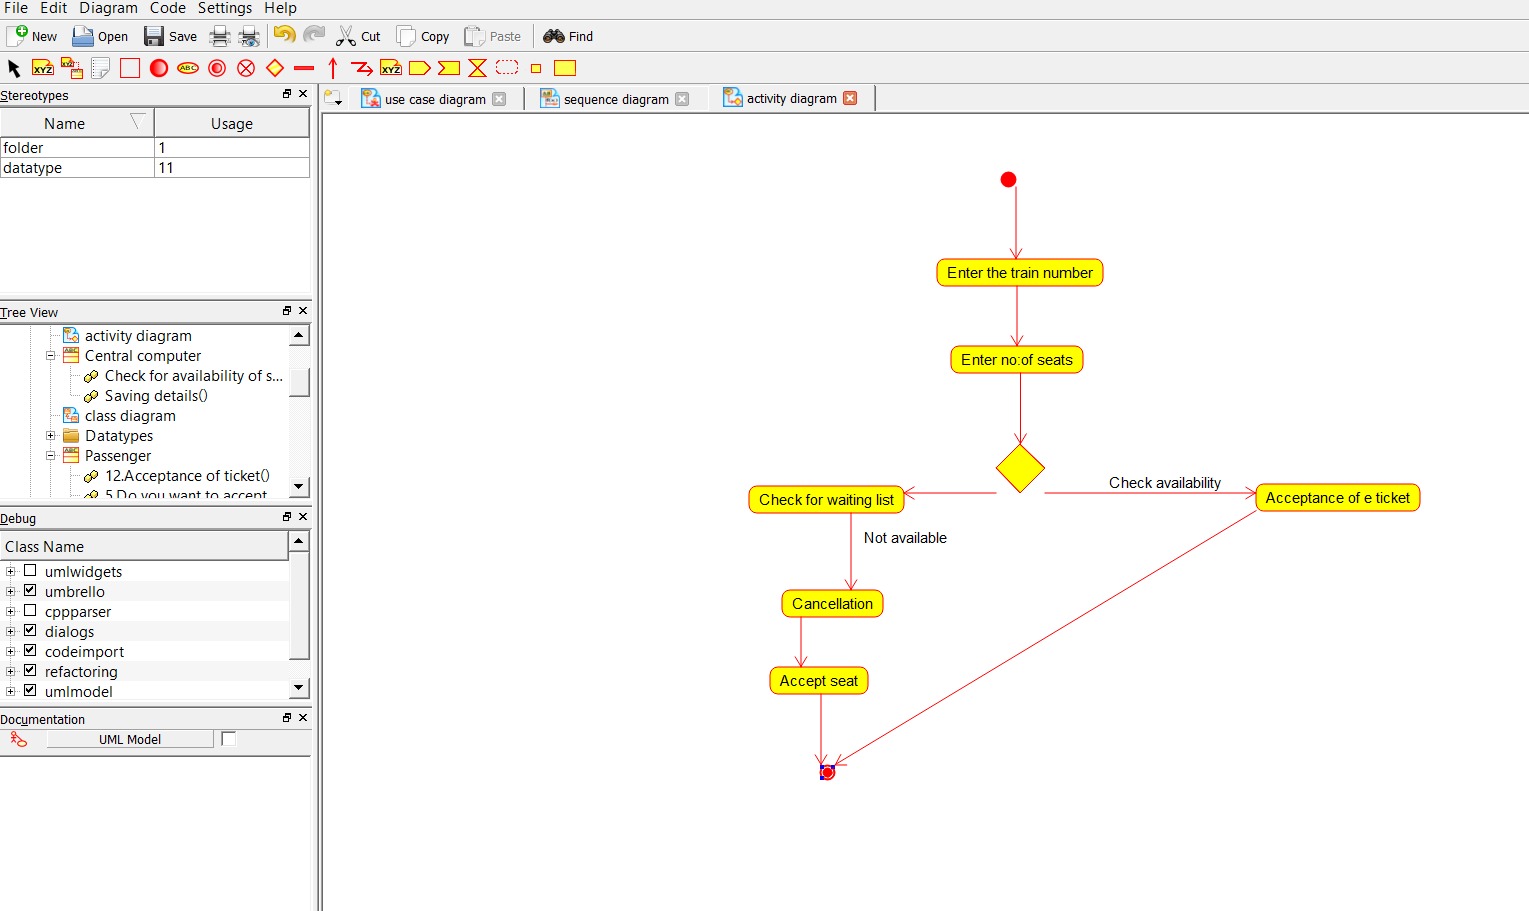 File Edit Diagram Code Settings Help
New Open Save Cut Copy Paste Find
XYZ XYZ ABC XYZ
Stereotypes
Name Usage
folder 1
datatype 11
Tree View
activity diagram
Central computer
Check for availability of s...
Saving details()
class diagram
Datatypes
Passenger
12.Acceptance of ticket()
5.Do you want to accept
Debug
Class Name
umlwidgets
umbrello
cppparser
dialogs
codeimport
refactoring
umlmodel
Documentation
UML Model
use case diagram sequence diagram activity diagram
Enter the train number
Enter no:of seats
Check availability
Check for waiting list
Acceptance of e ticket
Not available
Cancellation
Accept seat